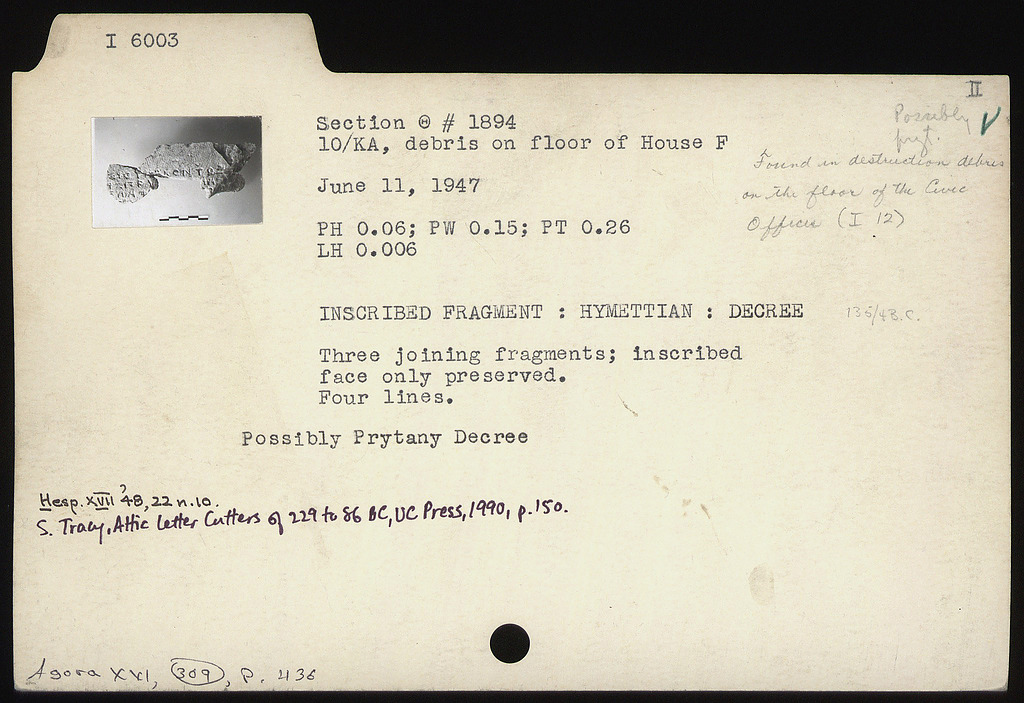 I 6003
II
Possibly
pryt.
Section Θ # 1894
10/KA, debris on floor of House F
Found in destruction debris
on the floor of the Civic
Offices (I 12)
June 11, 1947
PH 0.06; PW 0.15; PT 0.26
LH 0.006
INSCRIBED FRAGMENT : HYMETTIAN : DECREE
135/4 B.C.
Three joining fragments; inscribed
face only preserved.
Four lines.
Possibly Prytany Decree
Hesp. XVII '48, 22 n.10.
S. Tracy, Attic Letter Cutters of 229 to 86 BC, UC Press, 1990, p.150.
Agora XVI, 309, p. 436